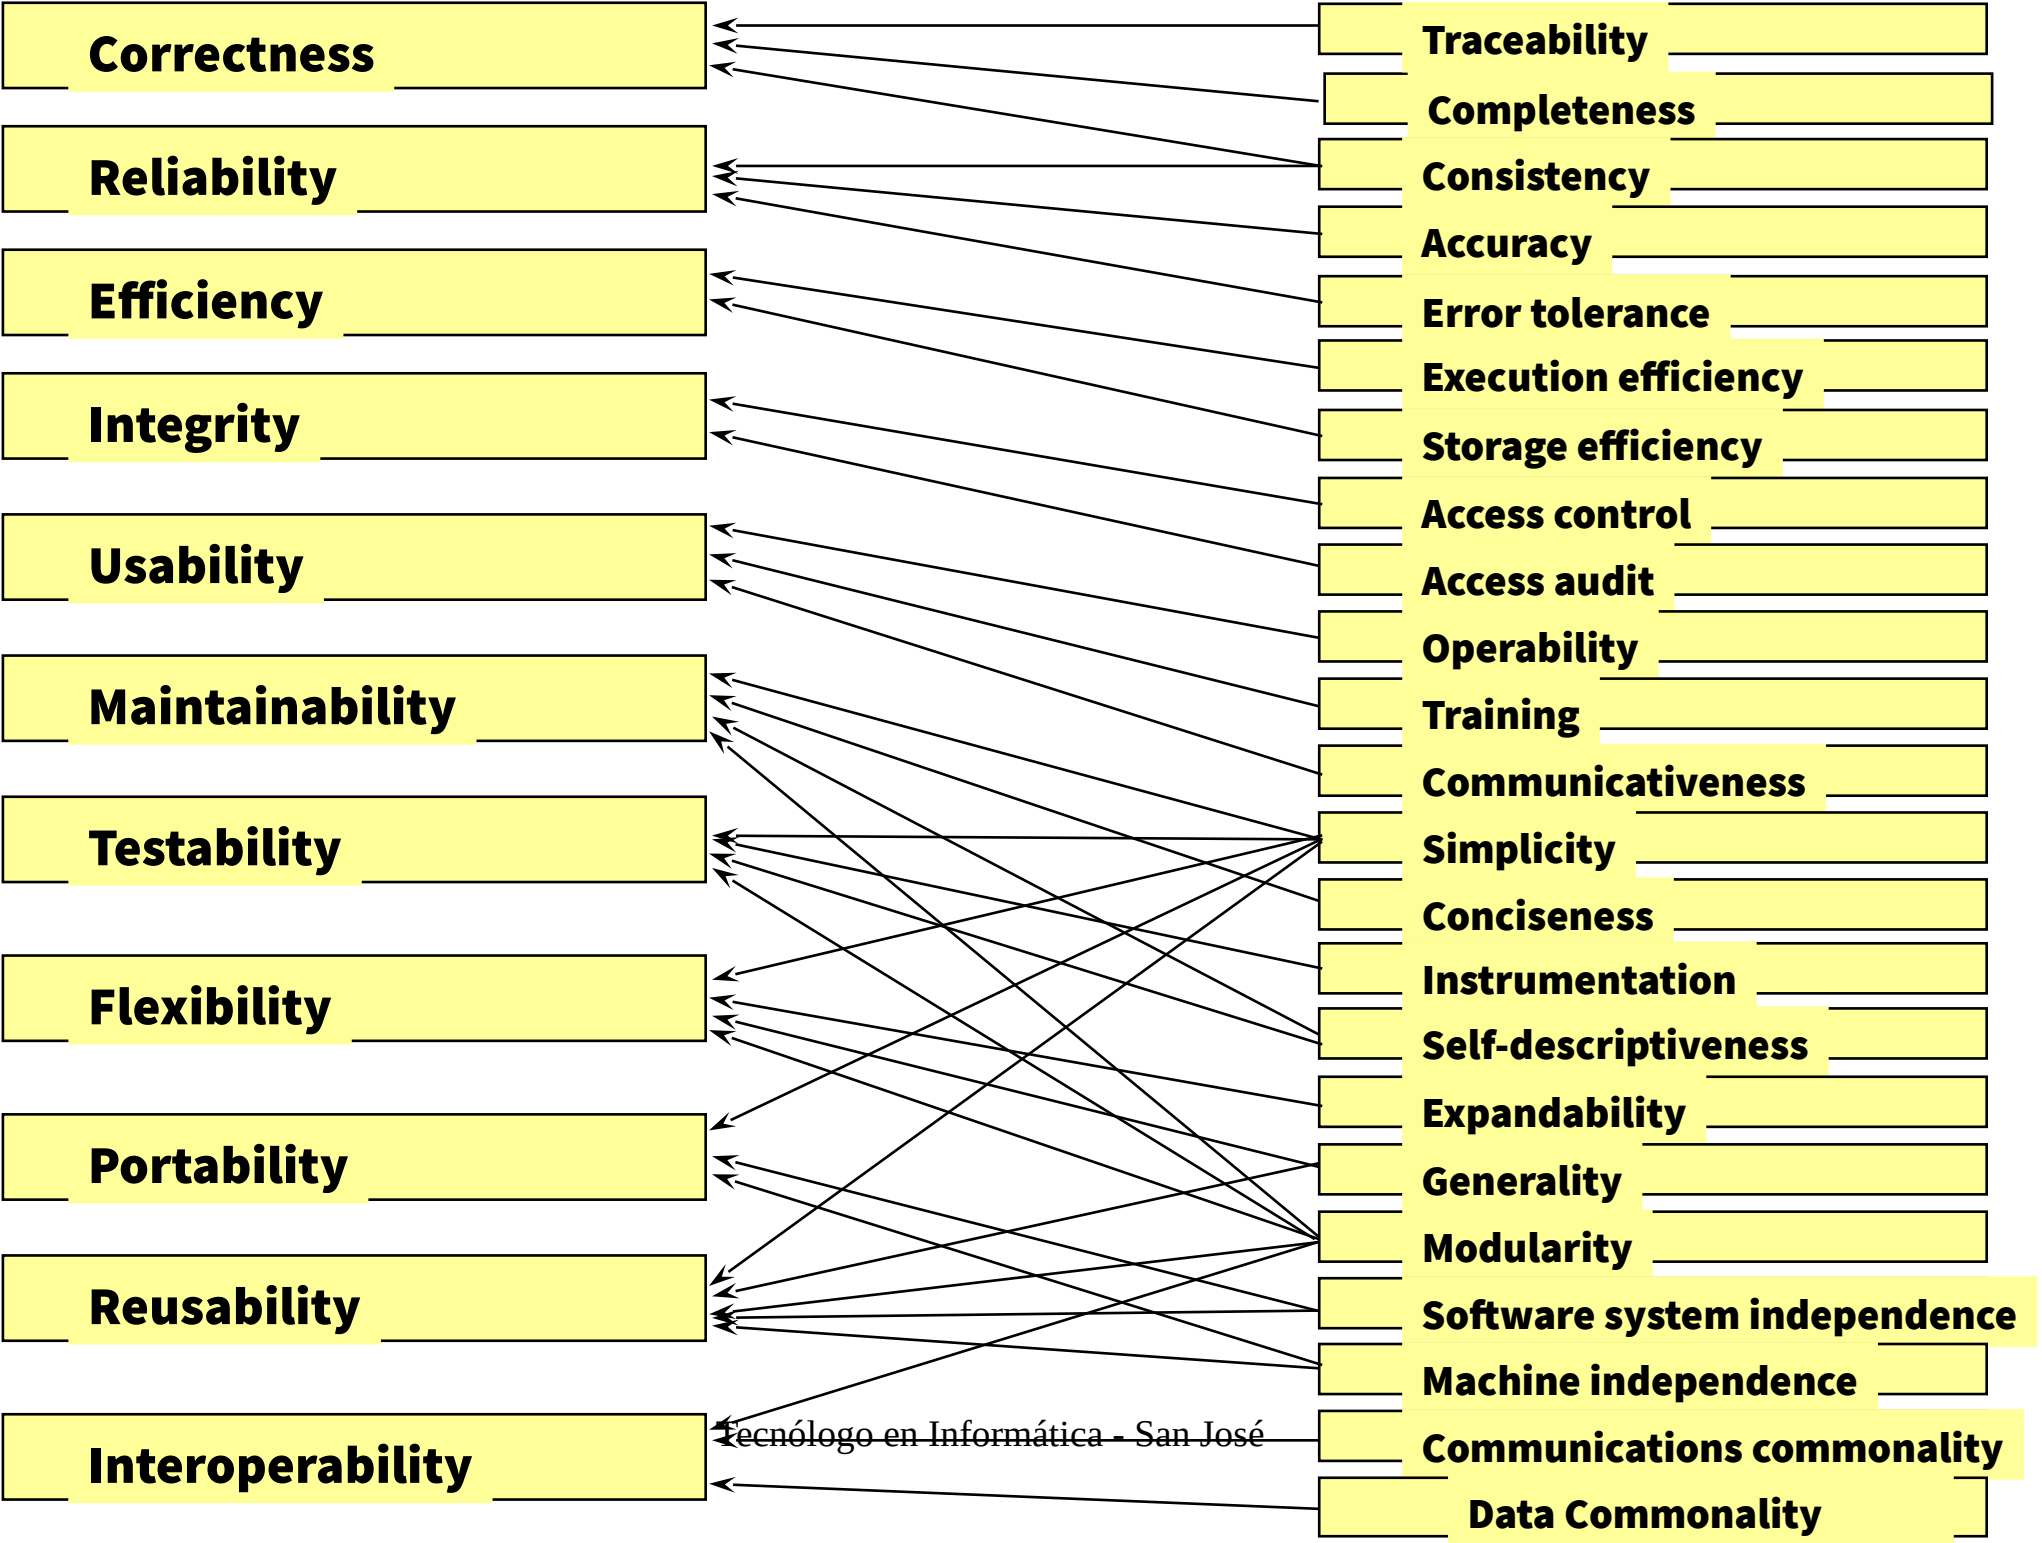 Correctness
Reliability
Efficiency
Integrity
Usability
Maintainability
Testability
Flexibility
Portability
Reusability
Interoperability
Traceability
Completeness
Consistency
Accuracy
Error tolerance
Execution efficiency
Storage efficiency
Access control
Access audit
Operability
Training
Communicativeness
Simplicity
Conciseness
Instrumentation
Self-descriptiveness
Expandability
Generality
Modularity
Software system independence
Machine independence
Communications commonality
Data Commonality
Tecnólogo en Informática - San José